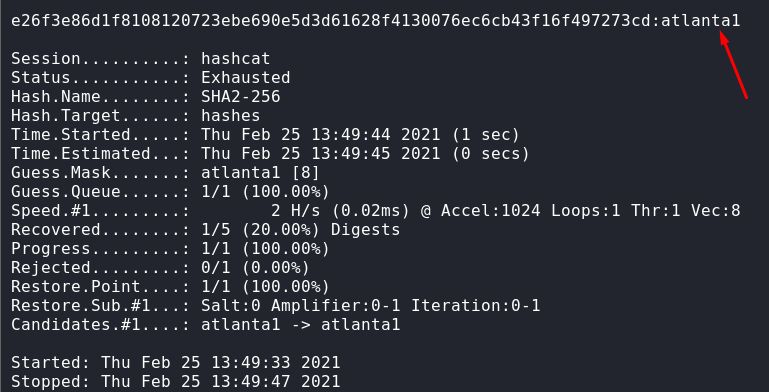 e26f3e86d1f8108120723ebe690e5d3d61628f4130076ec6cb43f16f497273cd:atlanta1
Session..........: hashcat
Status...........: Exhausted
Hash.Name........: SHA2-256
Hash.Target......: hashes
Time.Started.....: Thu Feb 25 13:49:44 2021 (1 sec)
Time.Estimated...: Thu Feb 25 13:49:45 2021 (0 secs)
Guess.Mask.......: atlanta1 [8]
Guess.Queue......: 1/1 (100.00%)
Speed.#1.........:        2 H/s (0.02ms) @ Accel:1024 Loops:1 Thr:1 Vec:8
Recovered........: 1/5 (20.00%) Digests
Progress.........: 1/1 (100.00%)
Rejected.........: 0/1 (0.00%)
Restore.Point....: 1/1 (100.00%)
Restore.Sub.#1...: Salt:0 Amplifier:0-1 Iteration:0-1
Candidates.#1....: atlanta1 -> atlanta1
Started: Thu Feb 25 13:49:33 2021
Stopped: Thu Feb 25 13:49:47 2021